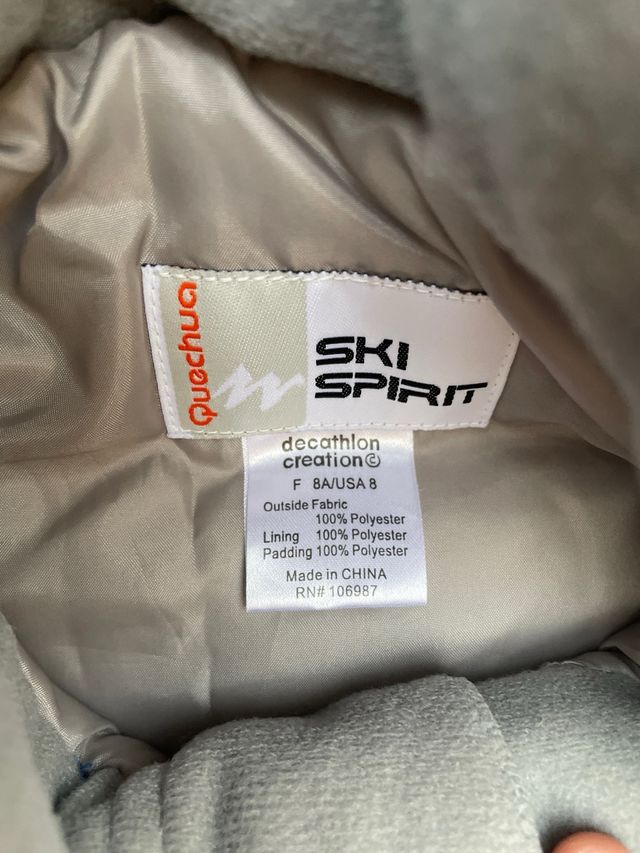 Quechua
SKI
SPIRIT
decathlon
creation©
F 8A/USA 8
Outside Fabric
100% Polyester
Lining 100% Polyester
Padding 100% Polyester
Made in CHINA
RN# 106987